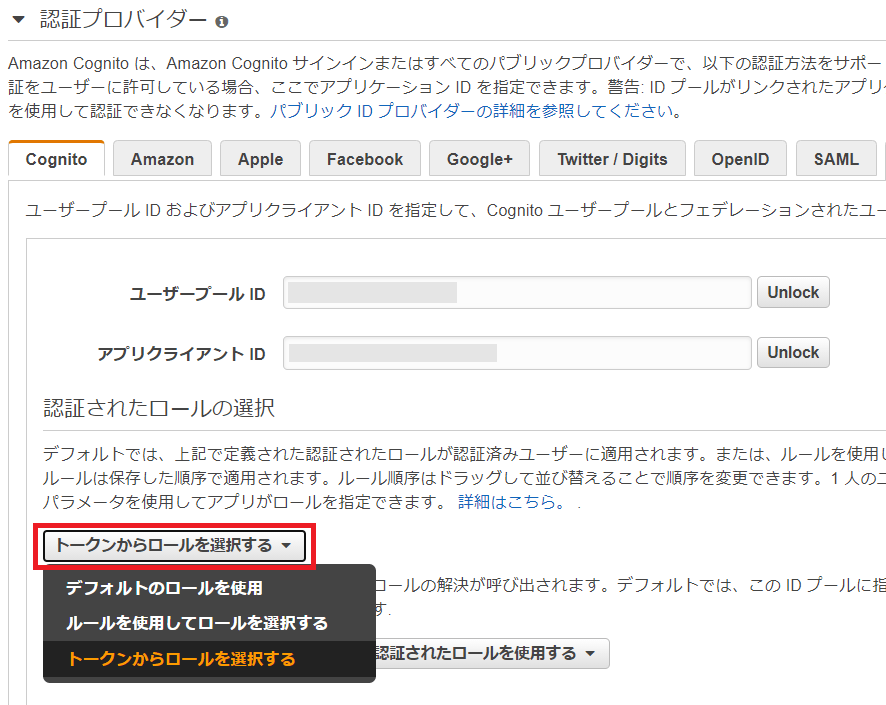 認証プロバイダー
Amazon Cognito は、Amazon Cognito サインインまたはすべてのパブリックプロバイダーで、以下の認証方法をサポー
証をユーザーに許可している場合、ここでアプリケーション ID を指定できます。警告: ID プールがリンクされたアプリ
を使用して認証できなくなります。パブリック ID プロバイダーの詳細を参照してください。
Cognito Amazon Apple Facebook Google+ Twitter / Digits OpenID SAML
ユーザープール ID およびアプリクライアント ID を指定して、Cognito ユーザープールとフェデレーションされたユー
ユーザープール ID Unlock
アプリクライアント ID Unlock
認証されたロールの選択
デフォルトでは、上記で定義された認証されたロールが認証済みユーザーに適用されます。または、ルールを使用し
ルールは保存した順序で適用されます。ルール順序はドラッグして並び替えることで順序を変更できます。1 人のユ
パラメータを使用してアプリがロールを指定できます。 詳細はこちら。 .
トークンからロールを選択する
デフォルトのロールを使用
ロールの解決が呼び出されます。デフォルトでは、この ID プールに指
す.
ルールを使用してロールを選択する
トークンからロールを選択する
認証されたロールを使用する